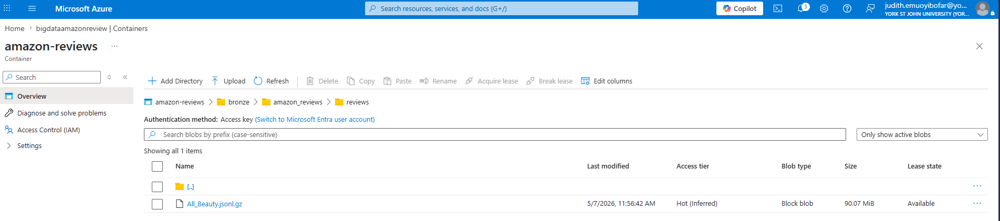 Microsoft Azure
Search resources, services, and docs (G+/)
Copilot
3
judith.emuoyibofar@yo...
YORK ST JOHN UNIVERSITY (YOR...
Home > bigdataamazonreview | Containers
amazon-reviews ...
Container
Search
Overview
Diagnose and solve problems
Access Control (IAM)
Settings
Add Directory Upload Refresh Delete Copy Paste Rename Acquire lease Break lease Edit columns
amazon-reviews > bronze > amazon_reviews > reviews
Authentication method: Access key (Switch to Microsoft Entra user account)
Search blobs by prefix (case-sensitive)
Only show active blobs
Showing all 1 items
Name Last modified Access tier Blob type Size Lease state
[..] ...
All_Beauty.jsonl.gz 5/7/2026, 11:56:42 AM Hot (Inferred) Block blob 90.07 MiB Available ...